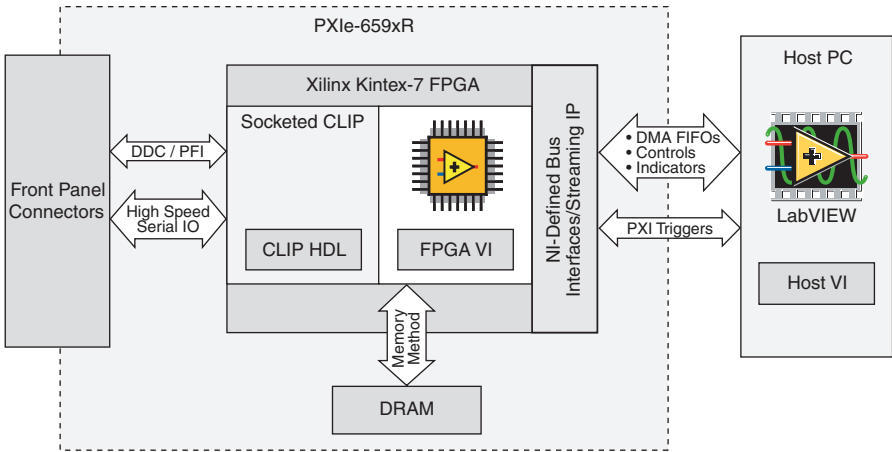 PXIe-659xR
Front Panel
Connectors
DDC / PFI
High Speed
Serial IO
Xilinx Kintex-7 FPGA
Socketed CLIP
CLIP HDL
FPGA VI
NI-Defined Bus
Interfaces/Streaming IP
Memory
Method
DRAM
• DMA FIFOs
• Controls
• Indicators
PXI Triggers
Host PC
LabVIEW
Host VI